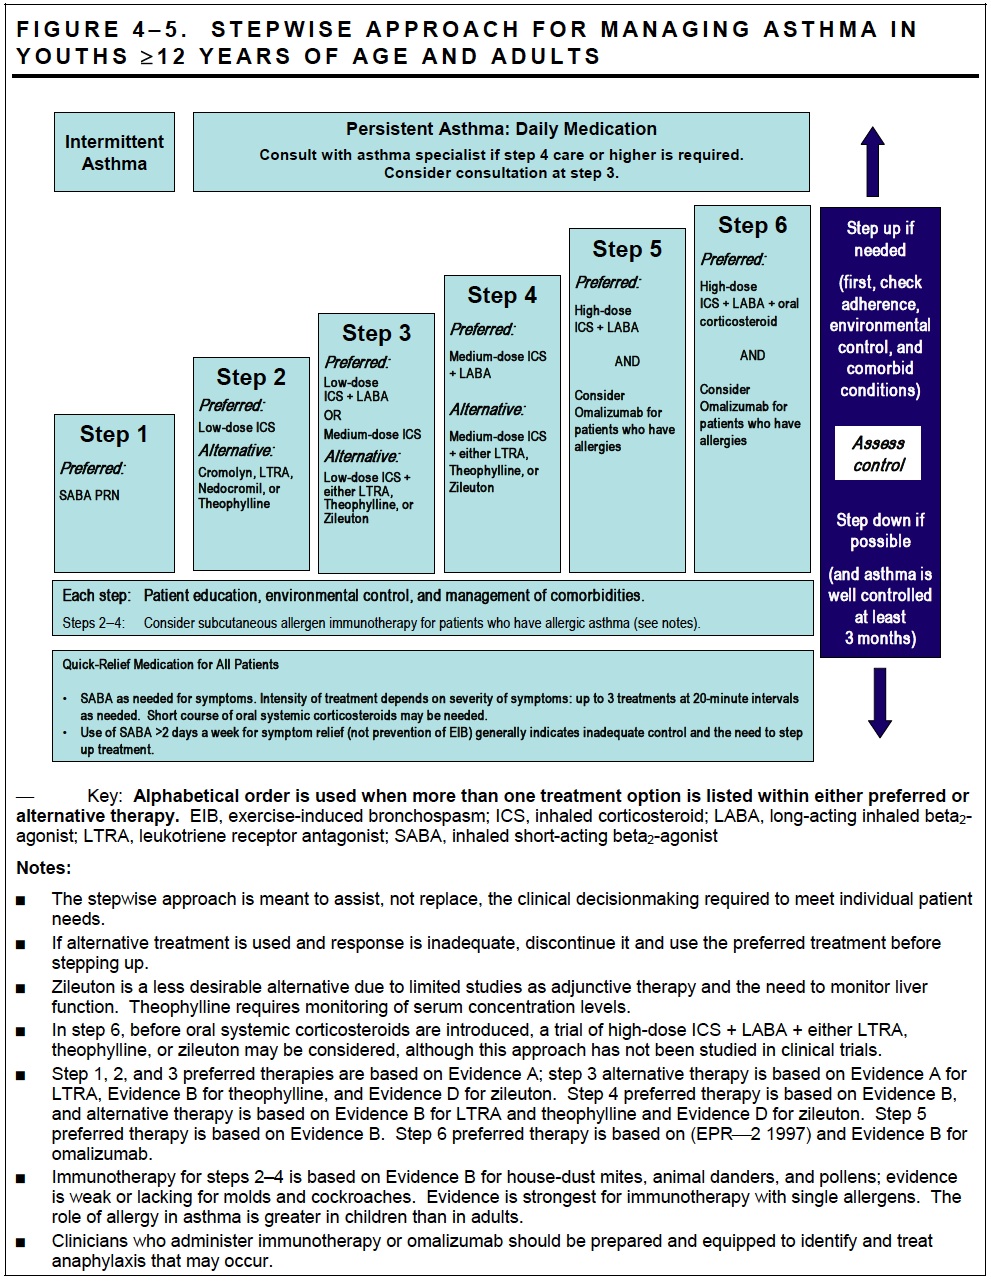 FIGURE 4–5. STEPWISE APPROACH FOR MANAGING ASTHMA IN
YOUTHS ≥12 YEARS OF AGE AND ADULTS
Intermittent
Asthma
Persistent Asthma: Daily Medication
Consult with asthma specialist if step 4 care or higher is required.
Consider consultation at step 3.
Step 1
Preferred:
SABA PRN
Step 2
Preferred:
Low-dose ICS
Alternative:
Cromolyn, LTRA,
Nedocromil, or
Theophylline
Step 3
Preferred:
Low-dose
ICS + LABA
OR
Medium-dose ICS
Alternative:
Low-dose ICS +
either LTRA,
Theophylline, or
Zileuton
Step 4
Preferred:
Medium-dose ICS
+ LABA
Alternative:
Medium-dose ICS
+ either LTRA,
Theophylline, or
Zileuton
Step 5
Preferred:
High-dose
ICS + LABA
AND
Consider
Omalizumab for
patients who have
allergies
Step 6
Preferred:
High-dose
ICS + LABA + oral
corticosteroid
AND
Consider
Omalizumab for
patients who have
allergies
Step up if
needed
(first, check
adherence,
environmental
control, and
comorbid
conditions)
Assess
control
Step down if
possible
(and asthma is
well controlled
at least
3 months)
Each step: Patient education, environmental control, and management of comorbidities.
Steps 2–4: Consider subcutaneous allergen immunotherapy for patients who have allergic asthma (see notes).
Quick-Relief Medication for All Patients
• SABA as needed for symptoms. Intensity of treatment depends on severity of symptoms: up to 3 treatments at 20-minute intervals
as needed. Short course of oral systemic corticosteroids may be needed.
• Use of SABA >2 days a week for symptom relief (not prevention of EIB) generally indicates inadequate control and the need to step
up treatment.
— Key: Alphabetical order is used when more than one treatment option is listed within either preferred or
alternative therapy. EIB, exercise-induced bronchospasm; ICS, inhaled corticosteroid; LABA, long-acting inhaled beta2-
agonist; LTRA, leukotriene receptor antagonist; SABA, inhaled short-acting beta2-agonist
Notes:
■ The stepwise approach is meant to assist, not replace, the clinical decisionmaking required to meet individual patient
needs.
■ If alternative treatment is used and response is inadequate, discontinue it and use the preferred treatment before
stepping up.
■ Zileuton is a less desirable alternative due to limited studies as adjunctive therapy and the need to monitor liver
function. Theophylline requires monitoring of serum concentration levels.
■ In step 6, before oral systemic corticosteroids are introduced, a trial of high-dose ICS + LABA + either LTRA,
theophylline, or zileuton may be considered, although this approach has not been studied in clinical trials.
■ Step 1, 2, and 3 preferred therapies are based on Evidence A; step 3 alternative therapy is based on Evidence A for
LTRA, Evidence B for theophylline, and Evidence D for zileuton. Step 4 preferred therapy is based on Evidence B,
and alternative therapy is based on Evidence B for LTRA and theophylline and Evidence D for zileuton. Step 5
preferred therapy is based on Evidence B. Step 6 preferred therapy is based on (EPR—2 1997) and Evidence B for
omalizumab.
■ Immunotherapy for steps 2–4 is based on Evidence B for house-dust mites, animal danders, and pollens; evidence
is weak or lacking for molds and cockroaches. Evidence is strongest for immunotherapy with single allergens. The
role of allergy in asthma is greater in children than in adults.
■ Clinicians who administer immunotherapy or omalizumab should be prepared and equipped to identify and treat
anaphylaxis that may occur.